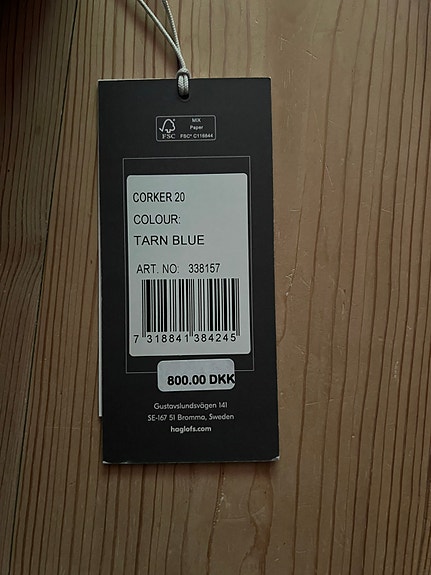 FSC
MIX
Paper
FSC® C116844
CORKER 20
COLOUR:
TARN BLUE
ART. NO: 338157
7 318841 384245
800.00 DKK
Gustavslundsvägen 141
SE-167 51 Bromma, Sweden
haglofs.com